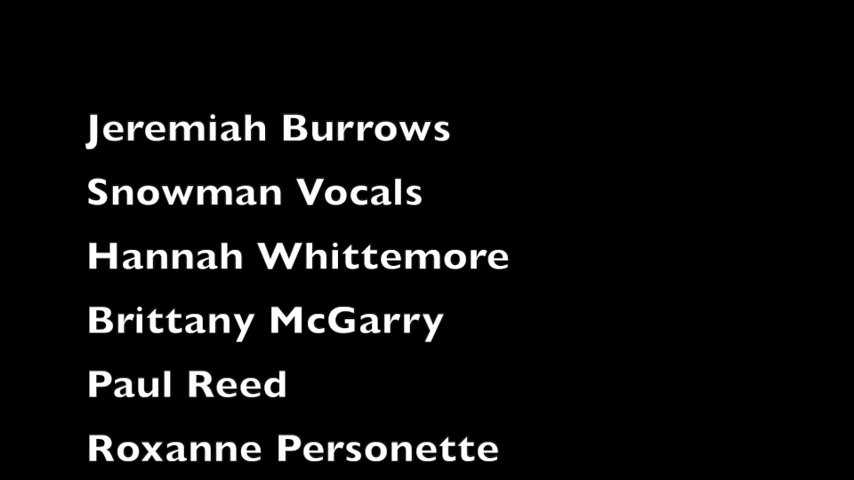 Jeremiah Burrows
Snowman Vocals
Hannah Whittemore
Brittany McGarry
Paul Reed
Roxanne Personette